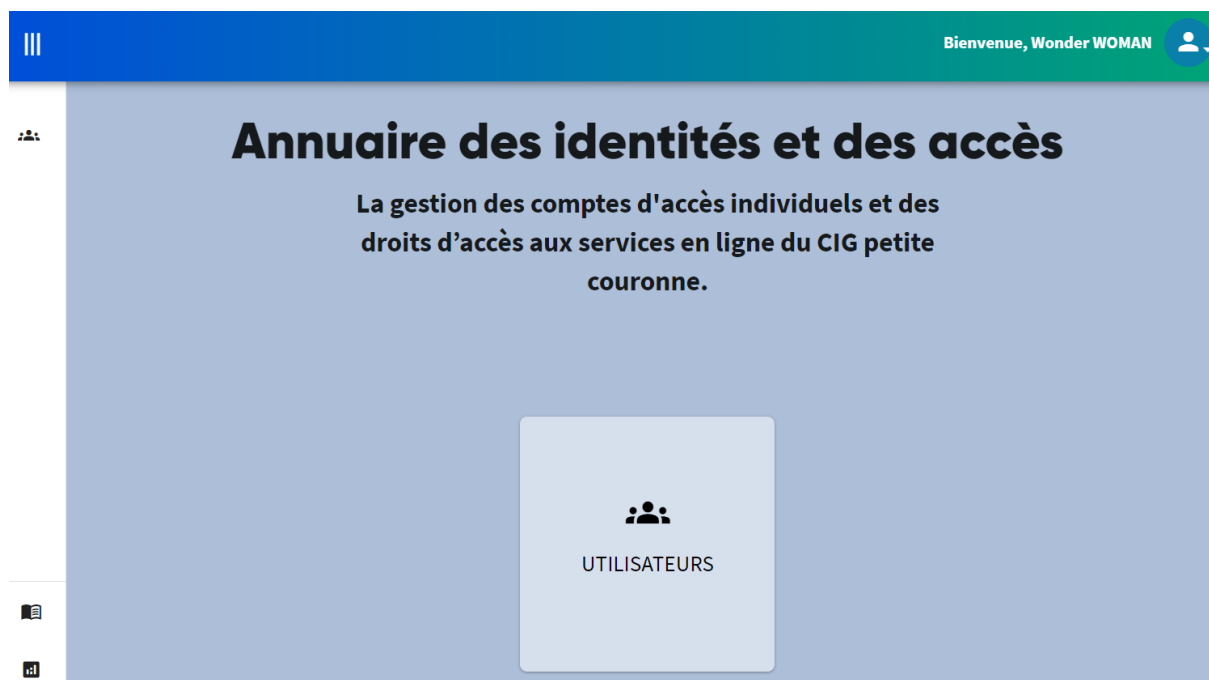 Bienvenue, Wonder WOMAN
Annuaire des identités et des accès
La gestion des comptes d'accès individuels et des
droits d’accès aux services en ligne du CIG petite
couronne.
UTILISATEURS